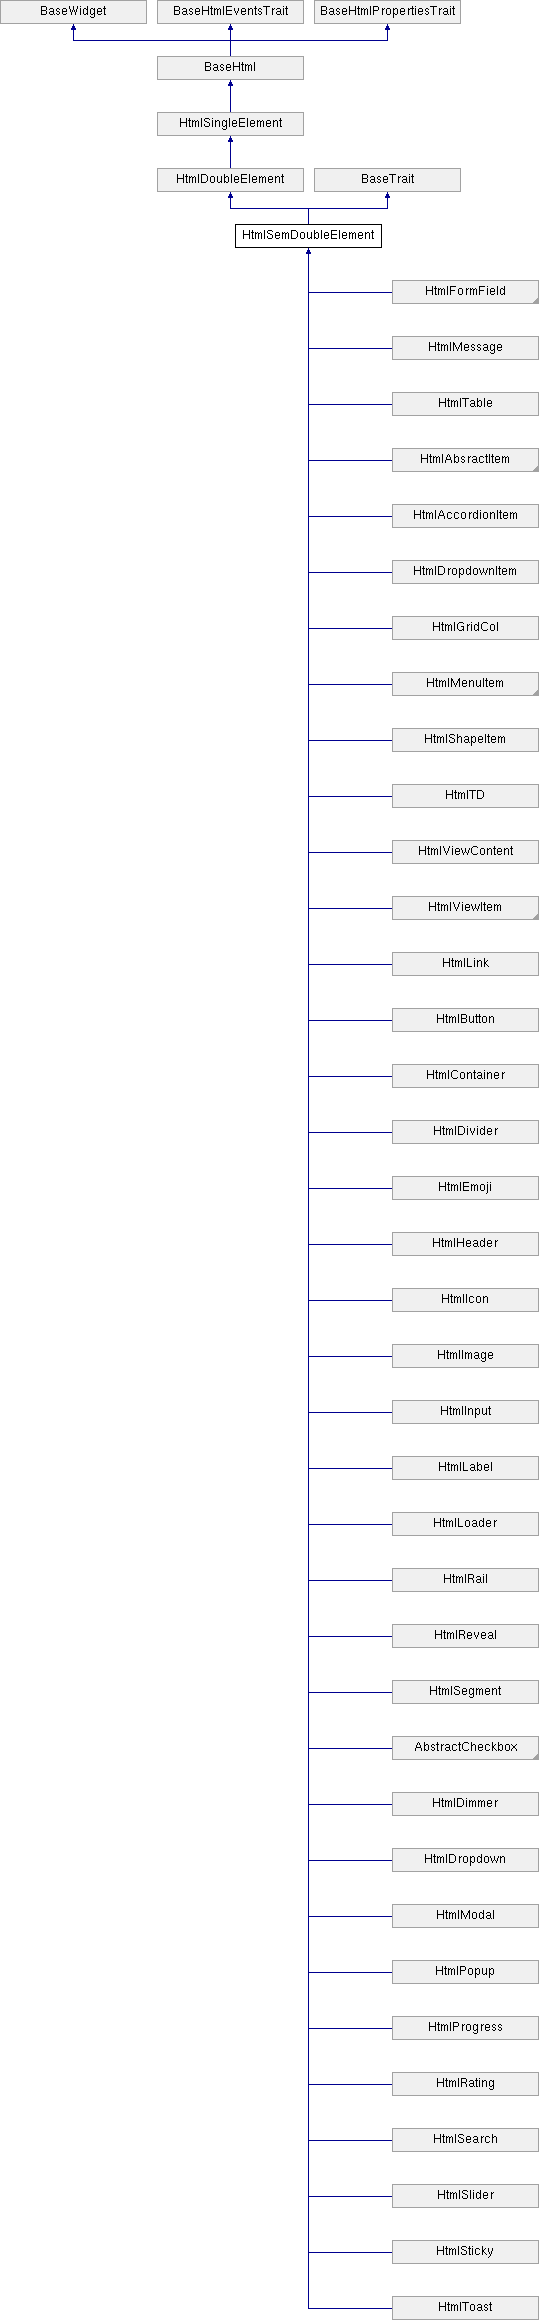 BaseWidget
BaseHtmlEventsTrait
BaseHtmlPropertiesTrait
BaseHtml
HtmlSingleElement
HtmlDoubleElement
BaseTrait
HtmlSemDoubleElement
HtmlFormField
HtmlMessage
HtmlTable
HtmlAbsractItem
HtmlAccordionItem
HtmlDropdownItem
HtmlGridCol
HtmlMenuItem
HtmlShapeItem
HtmlTD
HtmlViewContent
HtmlViewItem
HtmlLink
HtmlButton
HtmlContainer
HtmlDivider
HtmlEmoji
HtmlHeader
HtmlIcon
HtmlImage
HtmlInput
HtmlLabel
HtmlLoader
HtmlRail
HtmlReveal
HtmlSegment
AbstractCheckbox
HtmlDimmer
HtmlDropdown
HtmlModal
HtmlPopup
HtmlProgress
HtmlRating
HtmlSearch
HtmlSlider
HtmlSticky
HtmlToast